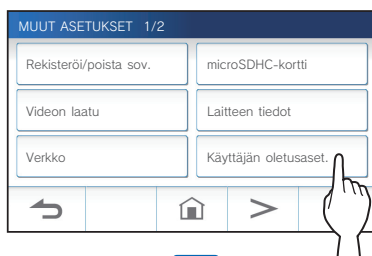 MUUT ASETUKSET 1/2
Rekisteröi/poista sov.
microSDHC-kortti
Videon laatu
Laitteen tiedot
Verkko
Käyttäjän oletusaset.